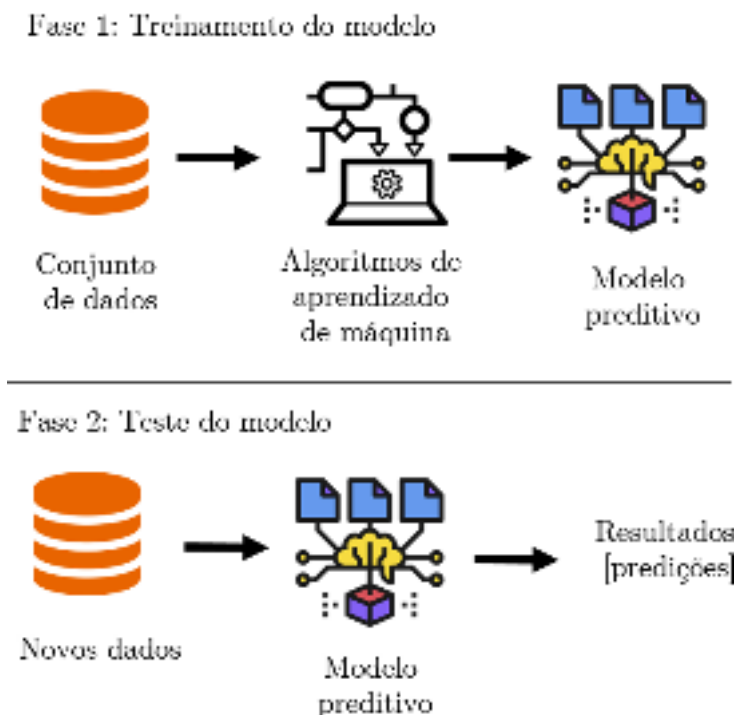 Fase 1: Treinamento do modelo
Conjunto
de dados
Algoritmos de
aprendizado
de máquina
Modelo
preditivo
Fase 2: Teste do modelo
Novos dados
Modelo
preditivo
Resultados
[predições]